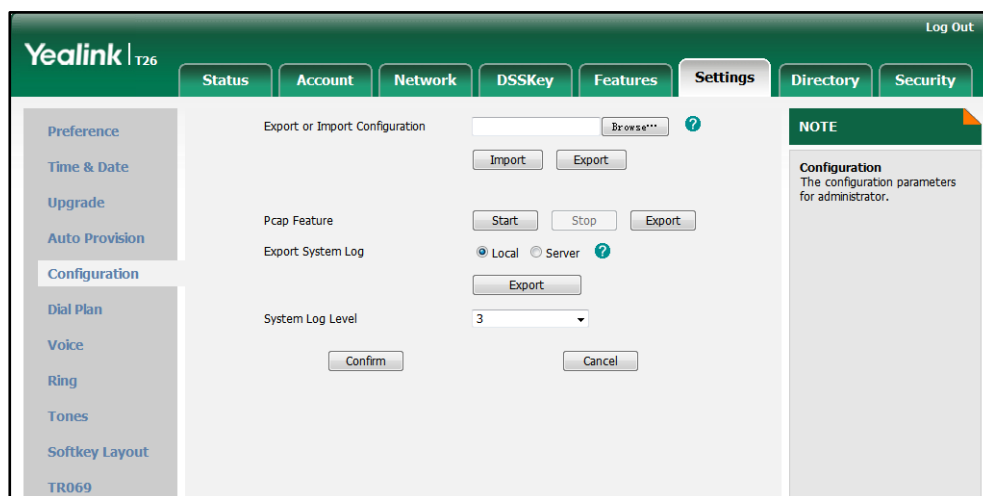 Log Out
Yealink T26
Status Account Network DSSKey Features Settings Directory Security
Preference
Time & Date
Upgrade
Auto Provision
Configuration
Dial Plan
Voice
Ring
Tones
Softkey Layout
TR069
Export or Import Configuration Browse... ?
Import Export
Pcap Feature Start Stop Export
Export System Log Local Server ?
Export
System Log Level 3
Confirm Cancel
NOTE
Configuration
The configuration parameters
for administrator.